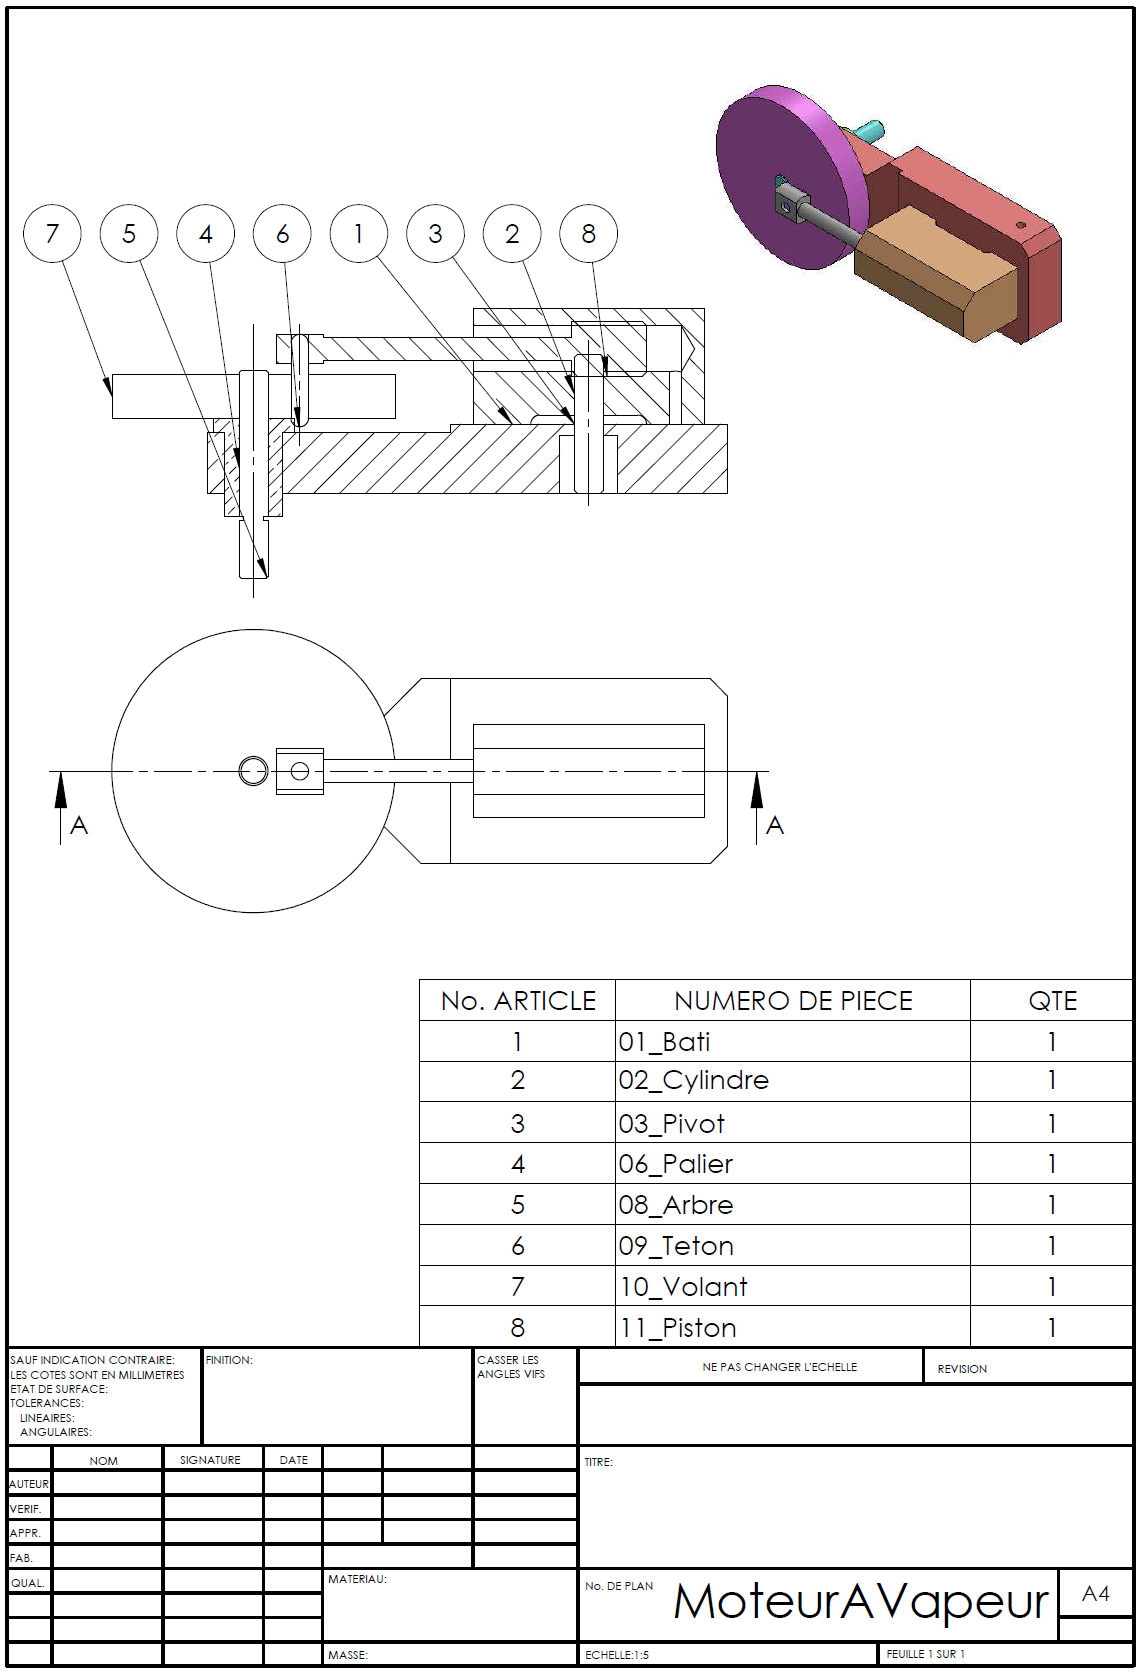 7 5 4 6 1 3 2 8
A A
No. ARTICLE NUMERO DE PIECE QTE
1 01_Bati 1
2 02_Cylindre 1
3 03_Pivot 1
4 06_Palier 1
5 08_Arbre 1
6 09_Teton 1
7 10_Volant 1
8 11_Piston 1
SAUF INDICATION CONTRAIRE:
LES COTES SONT EN MILLIMETRES
ETAT DE SURFACE:
TOLERANCES:
LINEAIRES:
ANGULAIRES:
FINITION:
CASSER LES
ANGLES VIFS
NE PAS CHANGER L'ECHELLE
REVISION
NOM SIGNATURE DATE
AUTEUR
VERIF.
APPR.
FAB.
QUAL.
TITRE:
MATERIAU:
No. DE PLAN
MoteurAVapeur
A4
MASSE:
ECHELLE:1:5
FEUILLE 1 SUR 1